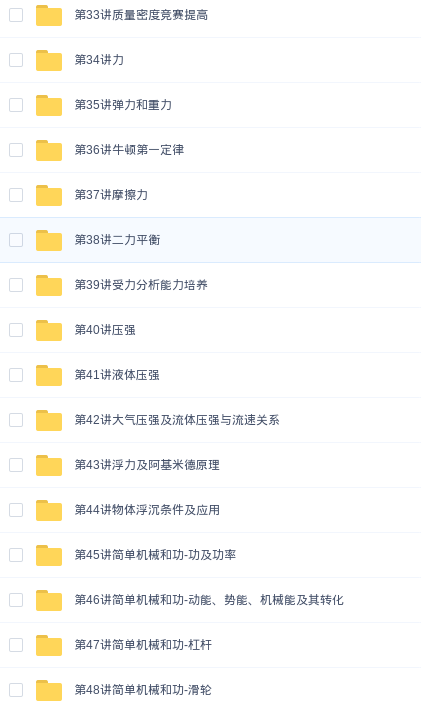 第33讲质量密度竞赛提高
第34讲力
第35讲弹力和重力
第36讲牛顿第一定律
第37讲摩擦力
第38讲二力平衡
第39讲受力分析能力培养
第40讲压强
第41讲液体压强
第42讲大气压强及流体压强与流速关系
第43讲浮力及阿基米德原理
第44讲物体浮沉条件及应用
第45讲简单机械和功-功及功率
第46讲简单机械和功-动能、势能、机械能及其转化
第47讲简单机械和功-杠杆
第48讲简单机械和功-滑轮